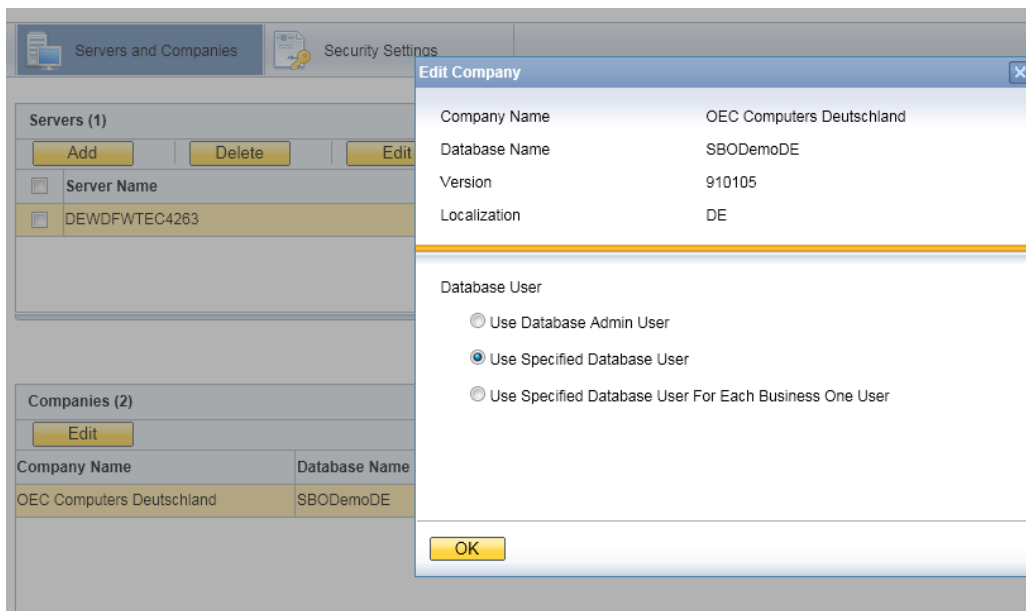 Servers and Companies
Security Settings
Servers (1)
Add Delete Edit
Server Name
DEWDFWTEC4263
Companies (2)
Edit
Company Name Database Name
OEC Computers Deutschland SBODemoDE
Edit Company
Company Name OEC Computers Deutschland
Database Name SBODemoDE
Version 910105
Localization DE
Database User
Use Database Admin User
Use Specified Database User
Use Specified Database User For Each Business One User
OK